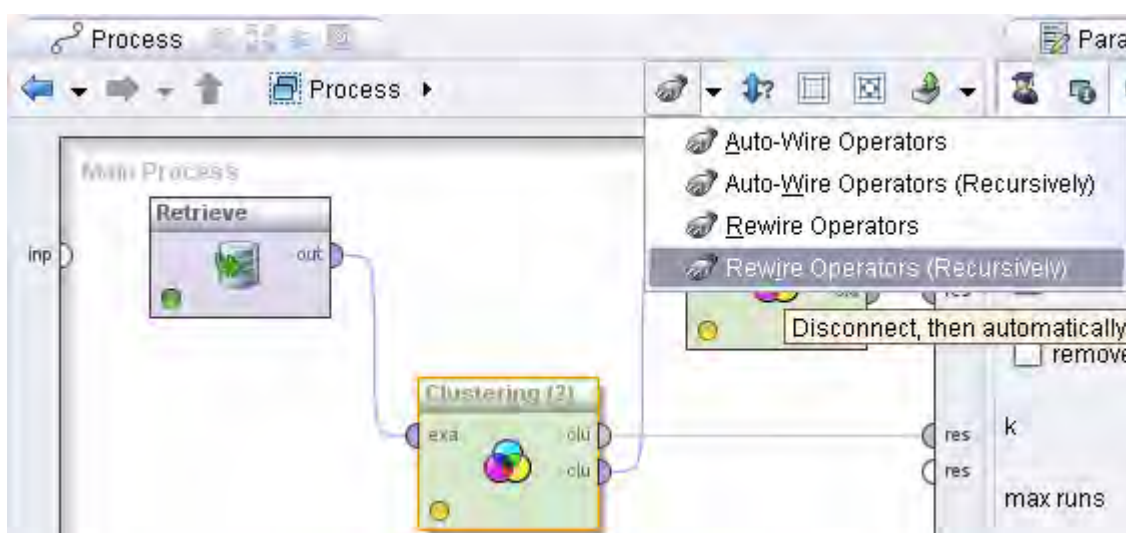 Process
Para
Process
Auto-Wire Operators
Auto-Wire Operators (Recursively)
Rewire Operators
Rewire Operators (Recursively)
Main Process
Retrieve
inp
out
res
Disconnect, then automatically
remove
Clustering (2)
exa
clu
res
k
clu
res
max runs